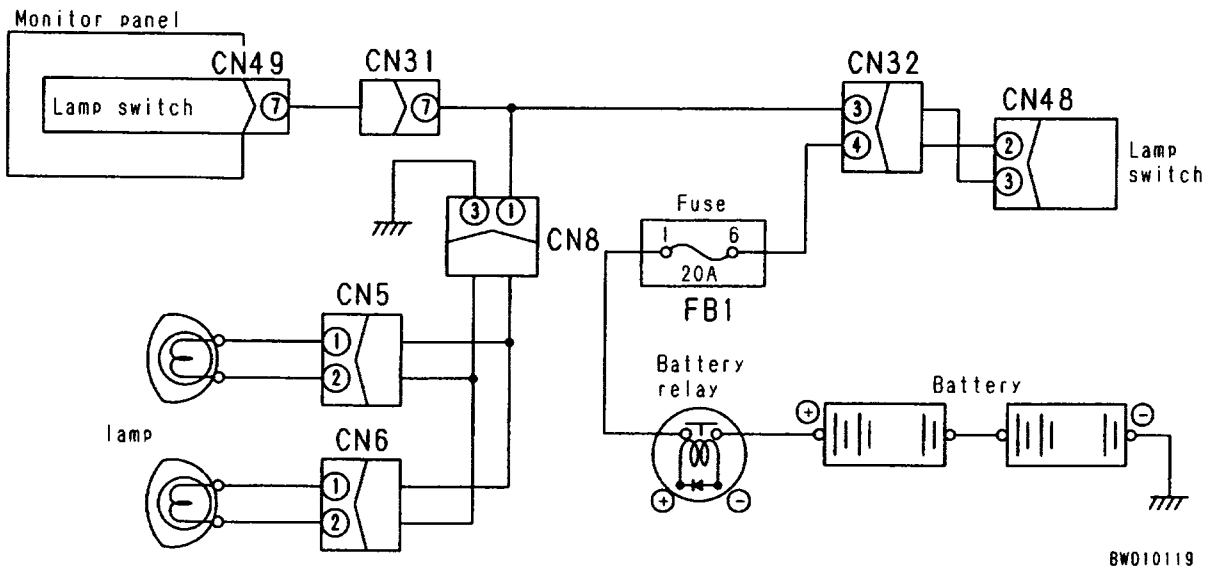 Monitor panel
CN49
CN31
CN32
CN48
Lamp switch
7
7
3
4
2
3
Lamp
switch
3 1
CN8
Fuse
1 6
20A
FB1
CN5
1
2
lamp
CN6
1
2
Battery
relay
+ -
Battery
+ -
BW010119